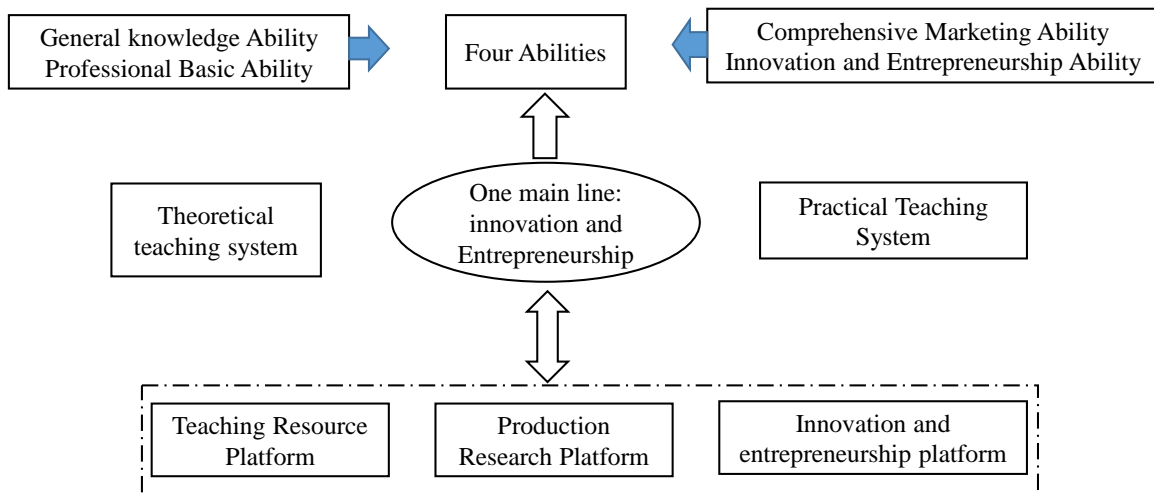 General knowledge Ability
Professional Basic Ability
Four Abilities
Comprehensive Marketing Ability
Innovation and Entrepreneurship Ability
Theoretical
teaching system
One main line:
innovation and
Entrepreneurship
Practical Teaching
System
Teaching Resource
Platform
Production
Research Platform
Innovation and
entrepreneurship platform